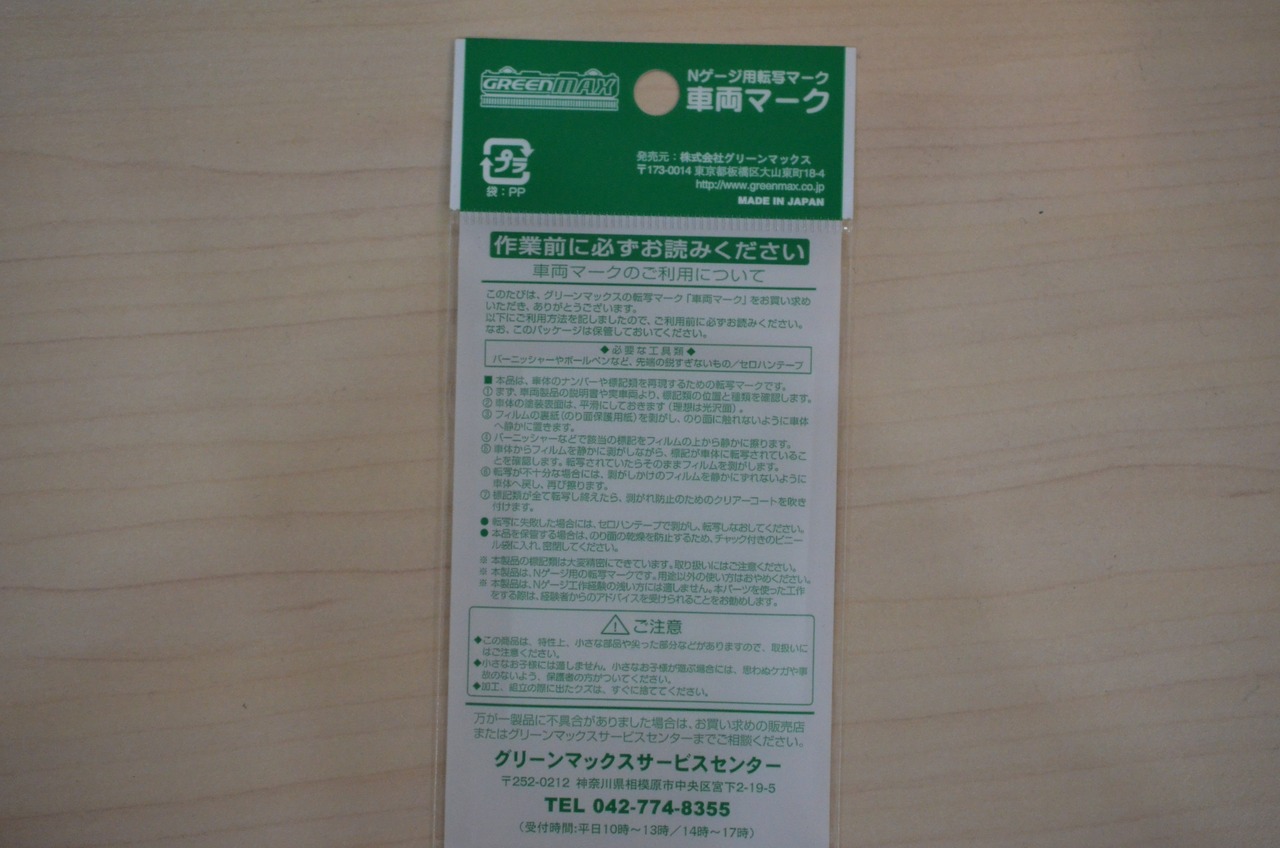 GREENMAX
Nゲージ用転写マーク
車両マーク
プラ
袋：PP
発売元：株式会社グリーンマックス
〒173-0014 東京都板橋区大山東町18-4
http://www.greenmax.co.jp
MADE IN JAPAN
作業前に必ずお読みください
車両マークのご利用について
このたびは、グリーンマックスの転写マーク「車両マーク」をお買い求め
いただき、ありがとうございます。
以下にご利用方法を記しましたので、ご利用前に必ずお読みください。
なお、このパッケージは保管しておいてください。
◆必要な工具類◆
バーニッシャーやボールペンなど、先端の鋭すぎないもの／セロハンテープ
■ 本品は、車体のナンバーや標記類を再現するための転写マークです。
① まず、車両製品の説明書や実車両より、標記類の位置と種類を確認します。
② 車体の塗装表面は、平滑にしておきます（理想は光沢面）。
③ フィルムの裏紙（のり面保護用紙）を剥がし、のり面に触れないように車体
へ静かに置きます。
④ バーニッシャーなどで該当の標記をフィルムの上から静かに擦ります。
⑤ 車体からフィルムを静かに剥がしながら、標記が車体に転写されているこ
とを確認します。転写されていたらそのままフィルムを剥がします。
⑥ 転写が不十分な場合には、剥がしかけのフィルムを静かにずれないように
車体へ戻し、再び擦ります。
⑦ 標記類が全て転写し終えたら、剥がれ防止のためのクリアーコートを吹き
付けます。
● 転写に失敗した場合には、セロハンテープで剥がし、転写しなおしてください。
● 本品を保管する場合は、のり面の乾燥を防止するため、チャック付きのビニー
ル袋に入れ、密閉してください。
※ 本製品の標記類は大変精密にできています。取り扱いにはご注意ください。
※ 本製品は、Nゲージ用の転写マークです。用途以外の使い方はおやめください。
※ 本製品は、Nゲージ工作経験の浅い方には適しません。本パーツを使った工作
をする際は、経験者からのアドバイスを受けられることをお勧めします。
ご注意
◆この商品は、特性上、小さな部品や尖った部分などがありますので、取扱いに
はご注意ください。
◆小さなお子様には適しません。小さなお子様が遊ぶ場合には、思わぬケガや事
故のないよう、保護者の方がついてください。
◆加工、組立の際に出たクズは、すぐに捨ててください。
万が一製品に不具合がありました場合は、お買い求めの販売店
またはグリーンマックスサービスセンターまでご相談ください。
グリーンマックスサービスセンター
〒252-0212 神奈川県相模原市中央区宮下2-19-5
TEL 042-774-8355
（受付時間：平日10時～13時／14時～17時）